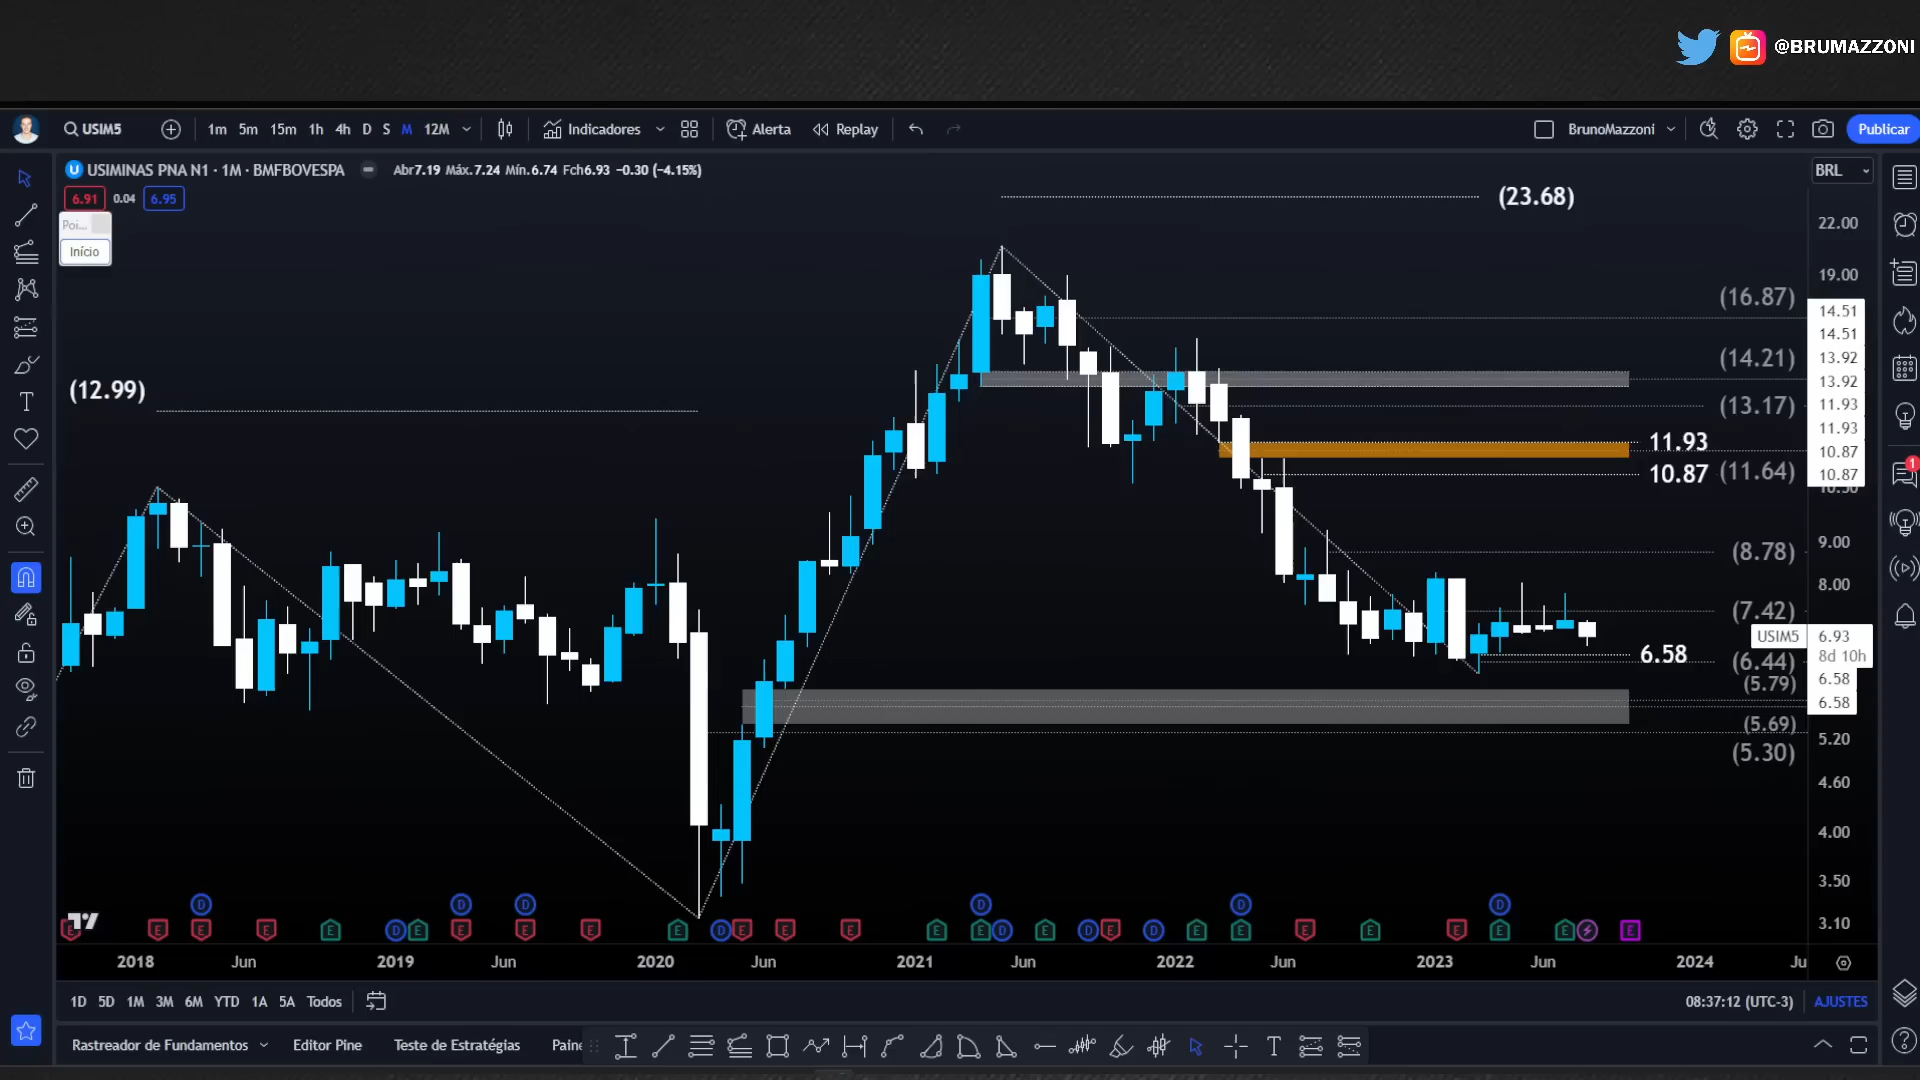 @BRUMAZZONI
USIM5 1m 5m 15m 1h 4h D S M 12M Indicadores Alerta Replay BrunoMazzoni Publicar
USIMINAS PNA N1 · 1M · BMFBOVESPA Abr7.19 Máx.7.24 Mín.6.74 Fch6.93 −0.30 (−4.15%) BRL
6.91 0.04 6.95
Poi...
Início
(23.68)
22.00
19.00
(16.87)
14.51
14.51
(14.21) 13.92
13.92
(12.99)
(13.17) 11.93
11.93
11.93
10.87
10.87 (11.64) 10.87
10.50
9.00
(8.78)
8.00
(7.42)
USIM5 6.93
8d 10h
6.58 (6.44)
6.58
(5.79)
6.58
(5.69)
5.20
(5.30)
4.60
4.00
3.50
3.10
D D D D D D
E E E E E D E E E E E D E E E E E D E D E D E E E E E E E E E
2018 Jun 2019 Jun 2020 Jun 2021 Jun 2022 Jun 2023 Jun 2024 Ju
1D 5D 1M 3M 6M YTD 1A 5A Todos 08:37:12 (UTC-3) AJUSTES
Rastreador de Fundamentos Editor Pine Teste de Estratégias Paine T